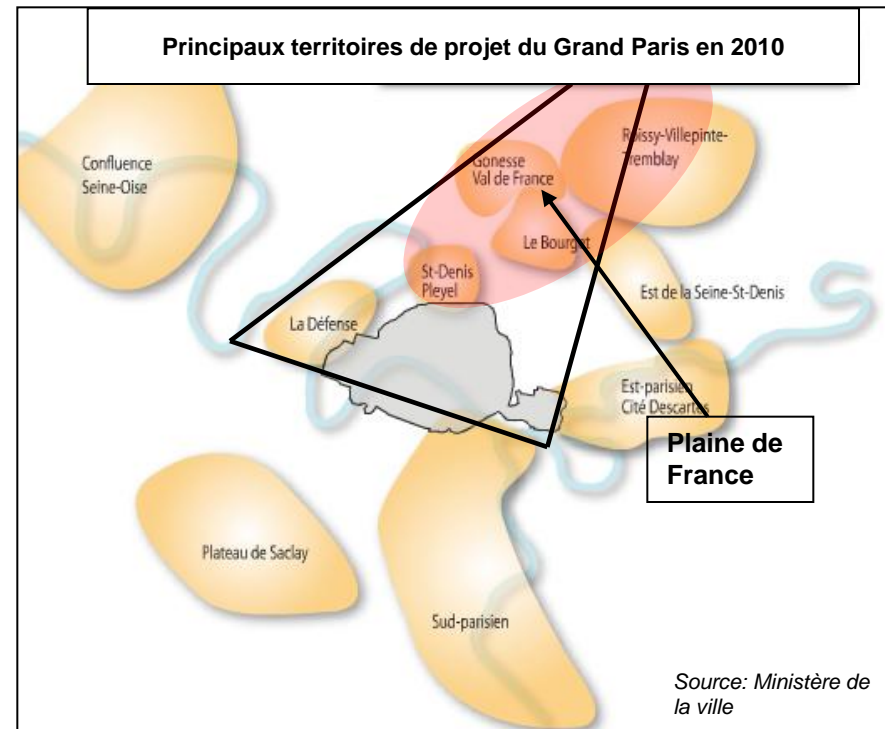 Principaux territoires de projet du Grand Paris en 2010
Confluence
Seine-Oise
Gonesse
Val de France
Roissy-Villepinte-
Tremblay
Le Bourget
St-Denis
Pleyel
Est de la Seine-St-Denis
La Défense
Est-parisien
Cité Descartes
Plaine de
France
Plateau de Saclay
Sud-parisien
Source: Ministère de
la ville